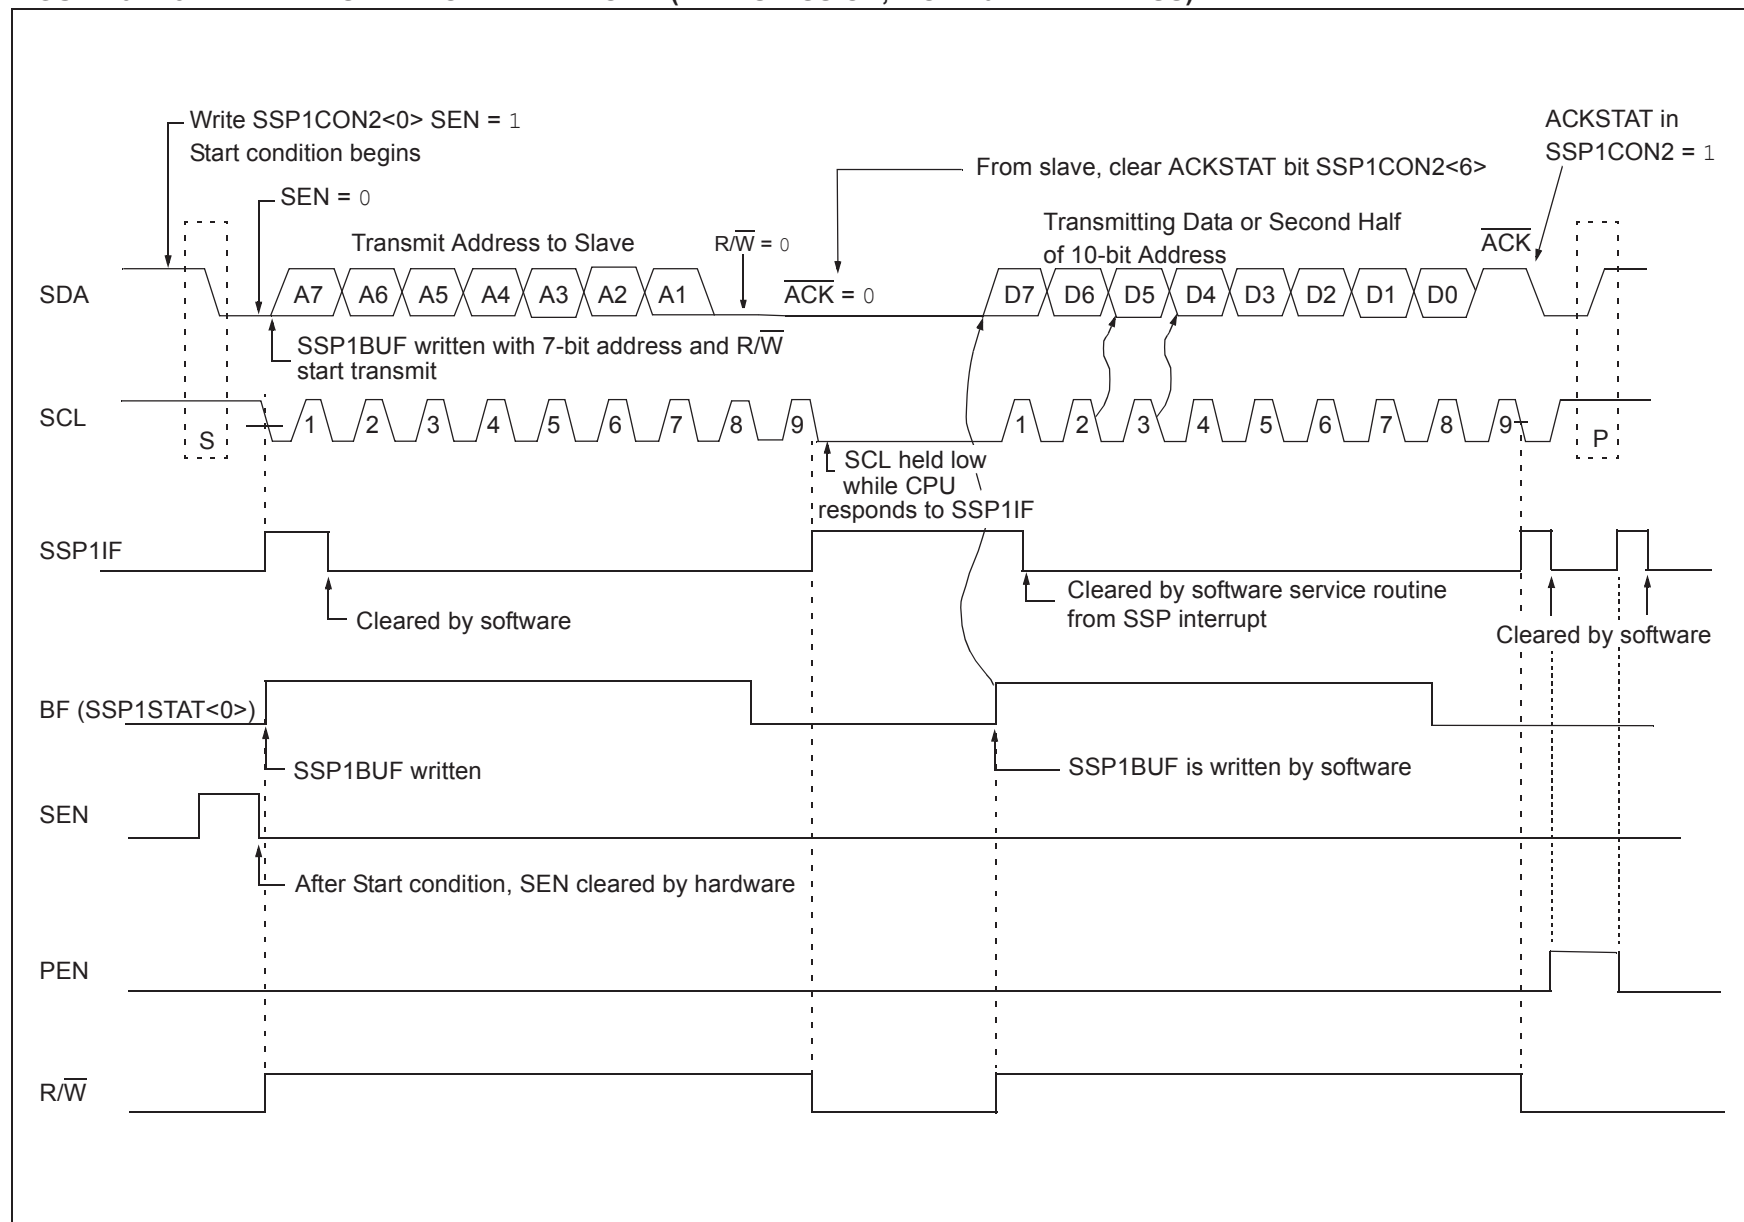 Write SSP1CON2<0> SEN = 1
Start condition begins
SEN = 0
From slave, clear ACKSTAT bit SSP1CON2<6>
ACKSTAT in
SSP1CON2 = 1
Transmit Address to Slave
R/W̅ = 0
Transmitting Data or Second Half
of 10-bit Address
A̅C̅K̅
SDA
A7 A6 A5 A4 A3 A2 A1
A̅C̅K̅ = 0
D7 D6 D5 D4 D3 D2 D1 D0
SSP1BUF written with 7-bit address and R/W̅
start transmit
SCL
S
1 2 3 4 5 6 7 8 9
1 2 3 4 5 6 7 8 9
P
SCL held low
while CPU
responds to SSP1IF
SSP1IF
Cleared by software
Cleared by software service routine
from SSP interrupt
Cleared by software
BF (SSP1STAT<0>)
SSP1BUF written
SSP1BUF is written by software
SEN
After Start condition, SEN cleared by hardware
PEN
R/W̅